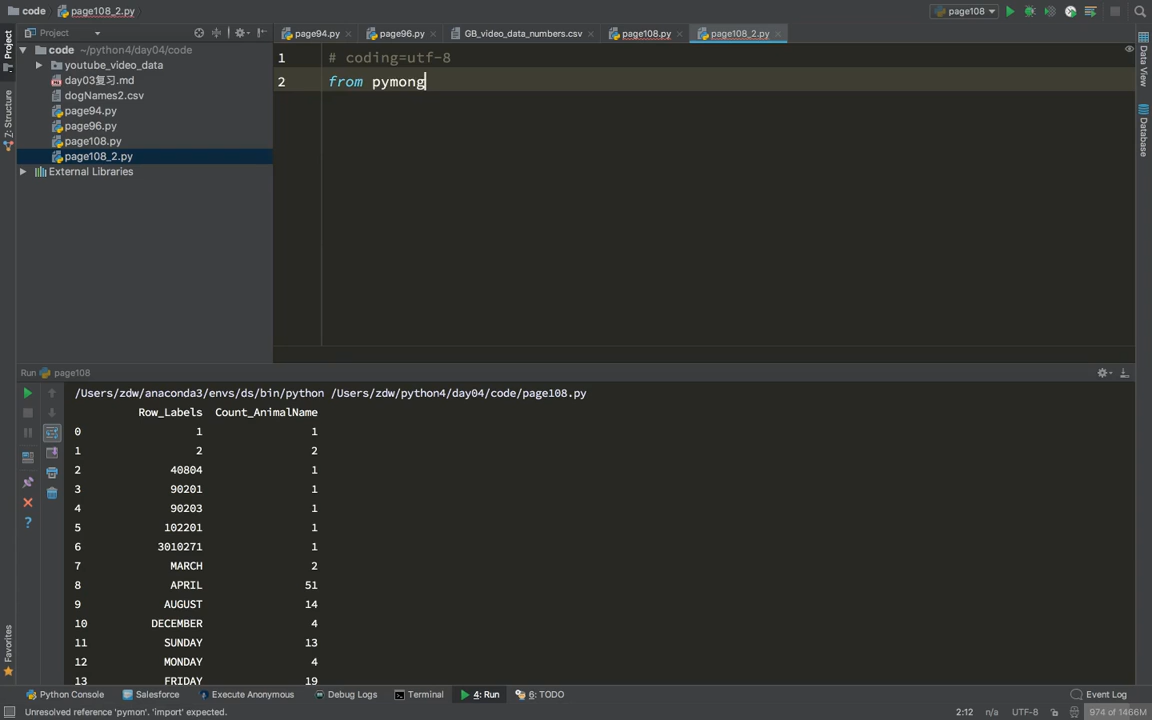 code page108_2.py page108
Project
page94.py page96.py GB_video_data_numbers.csv page108.py page108_2.py
code ~/python4/day04/code
youtube_video_data
day03复习.md
dogNames2.csv
page94.py
page96.py
page108.py
page108_2.py
External Libraries
1 # coding=utf-8
2 from pymong
Project
Z: Structure
Favorites
Data View
Database
Run page108
/Users/zdw/anaconda3/envs/ds/bin/python /Users/zdw/python4/day04/code/page108.py
Row_Labels Count_AnimalName
0 1 1
1 2 2
2 40804 1
3 90201 1
4 90203 1
5 102201 1
6 3010271 1
7 MARCH 2
8 APRIL 51
9 AUGUST 14
10 DECEMBER 4
11 SUNDAY 13
12 MONDAY 4
13 FRIDAY 19
Python Console Salesforce Execute Anonymous Debug Logs Terminal 4: Run 6: TODO Event Log
Unresolved reference 'pymon'. 'import' expected. 2:12 n/a UTF-8 974 of 1466M